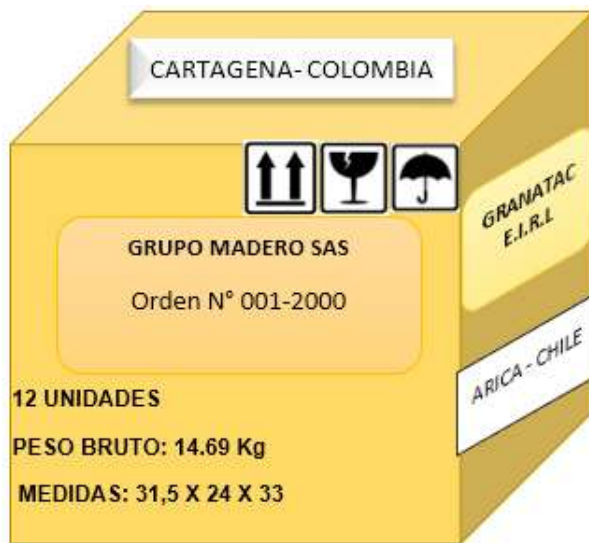 CARTAGENA- COLOMBIA
GRUPO MADERO SAS
Orden N° 001-2000
GRANATAC
E.I.R.L
ARICA - CHILE
12 UNIDADES
PESO BRUTO: 14.69 Kg
MEDIDAS: 31,5 X 24 X 33